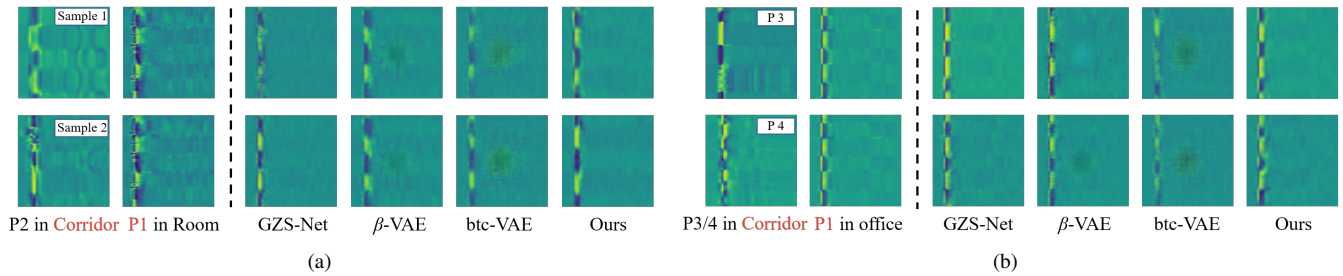 Sample 1
P 3
Sample 2
P 4
P2 in Corridor P1 in Room GZS-Net β-VAE btc-VAE Ours
P3/4 in Corridor P1 in office GZS-Net β-VAE btc-VAE Ours
(a)
(b)